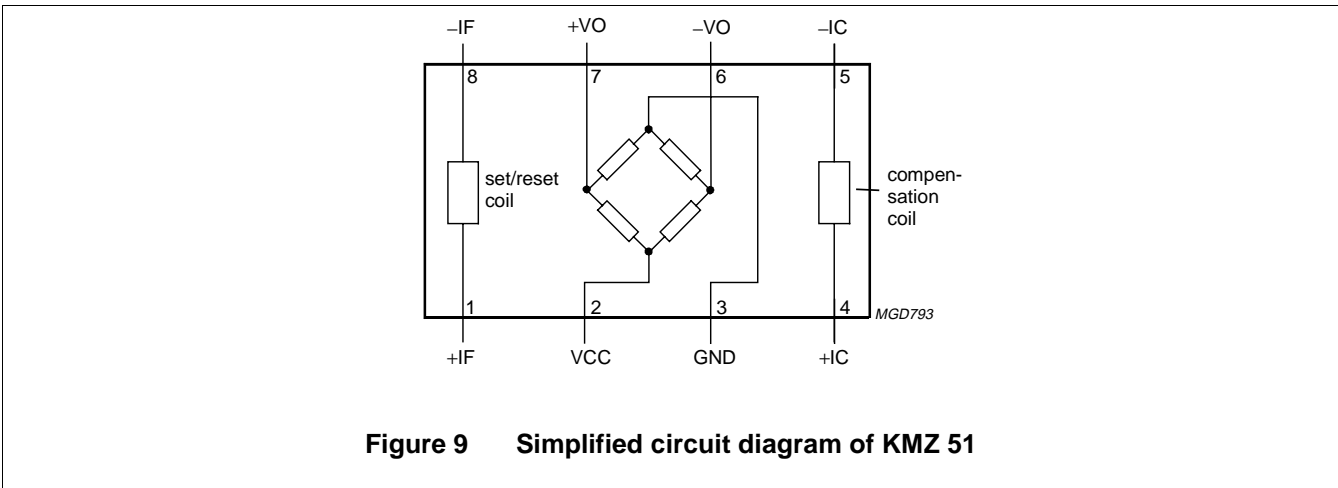 −IF +VO −VO −IC
8 7 6 5
set/reset
coil
compen-
sation
coil
1 2 3 4
MGD793
+IF VCC GND +IC
Figure 9 Simplified circuit diagram of KMZ 51